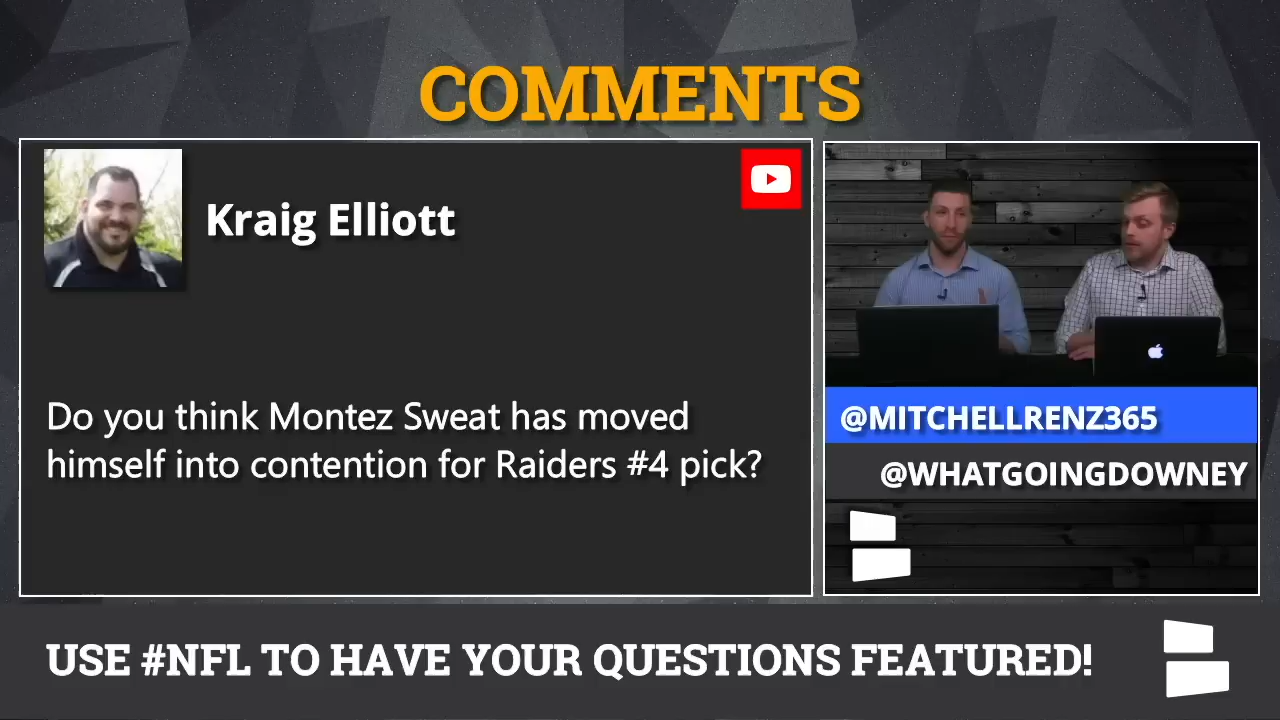 COMMENTS
Kraig Elliott
Do you think Montez Sweat has moved
himself into contention for Raiders #4 pick?
@MITCHELLRENZ365
@WHATGOINGDOWNEY
USE #NFL TO HAVE YOUR QUESTIONS FEATURED!